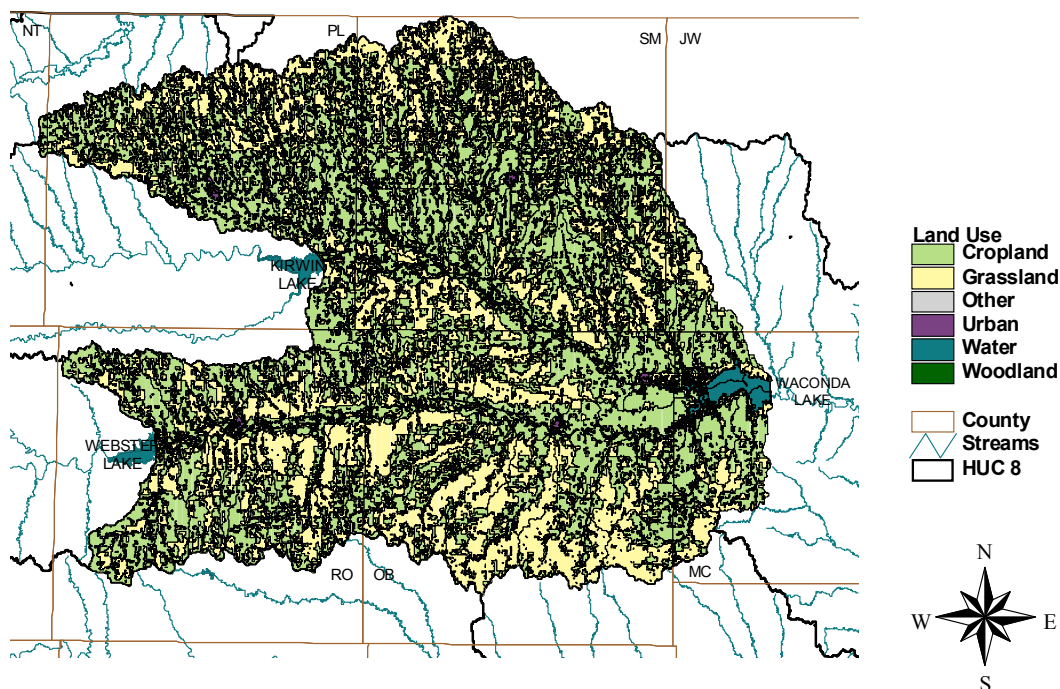 NT
PL
SM
JW
KIRWIN
LAKE
WACONDA
LAKE
WEBSTER
LAKE
RO
OB
MC
Land Use
Cropland
Grassland
Other
Urban
Water
Woodland
County
Streams
HUC 8
N
W
E
S